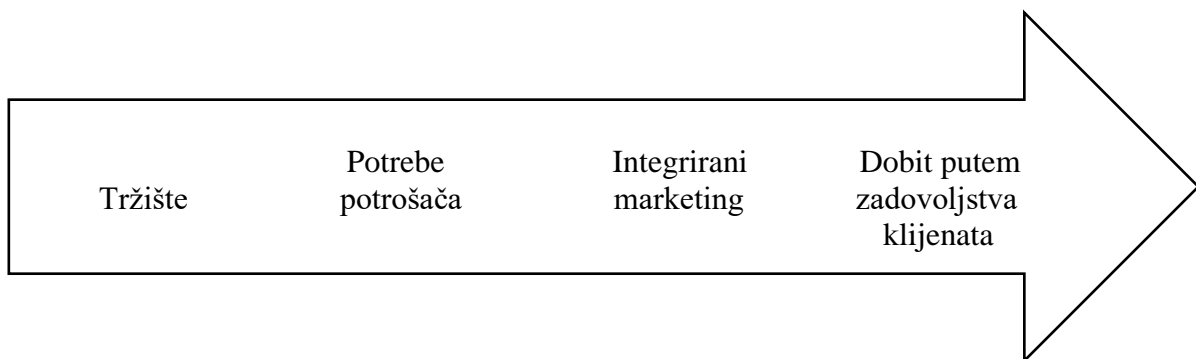 Tržište
Potrebe
potrošača
Integrirani
marketing
Dobit putem
zadovoljstva
klijenata